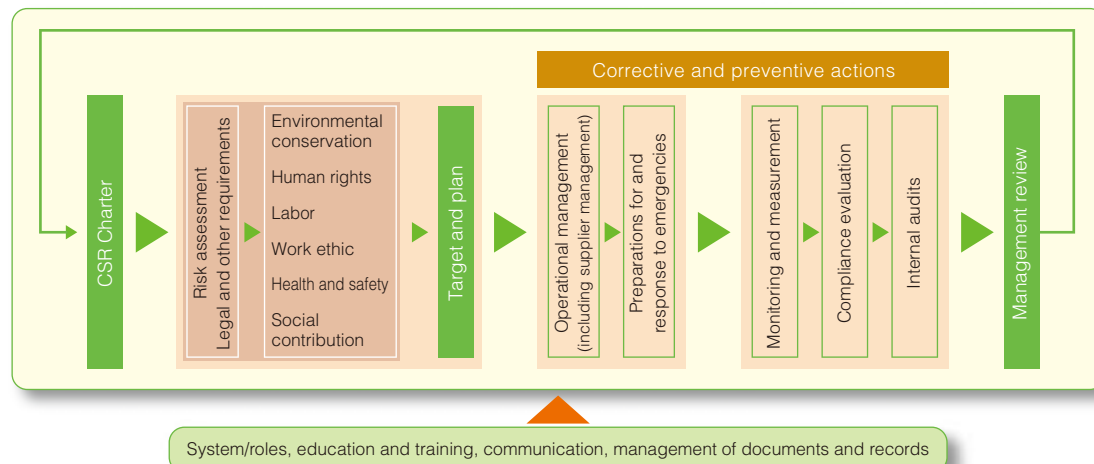 Corrective and preventive actions
CSR Charter
Risk assessment
Legal and other requirements
Environmental
conservation
Human rights
Labor
Work ethic
Health and safety
Social
contribution
Target and plan
Operational management
(including supplier management)
Preparations for and
response to emergencies
Monitoring and measurement
Compliance evaluation
Internal audits
Management review
System/roles, education and training, communication, management of documents and records